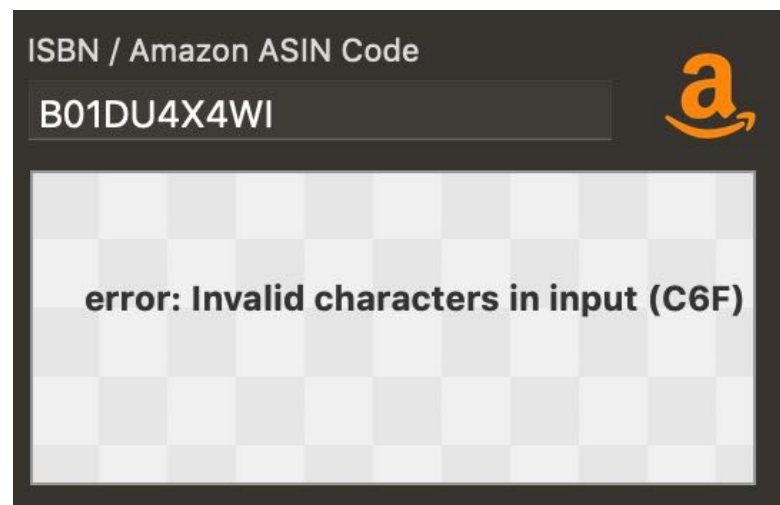 ISBN / Amazon ASIN Code
B01DU4X4WI
error: Invalid characters in input (C6F)